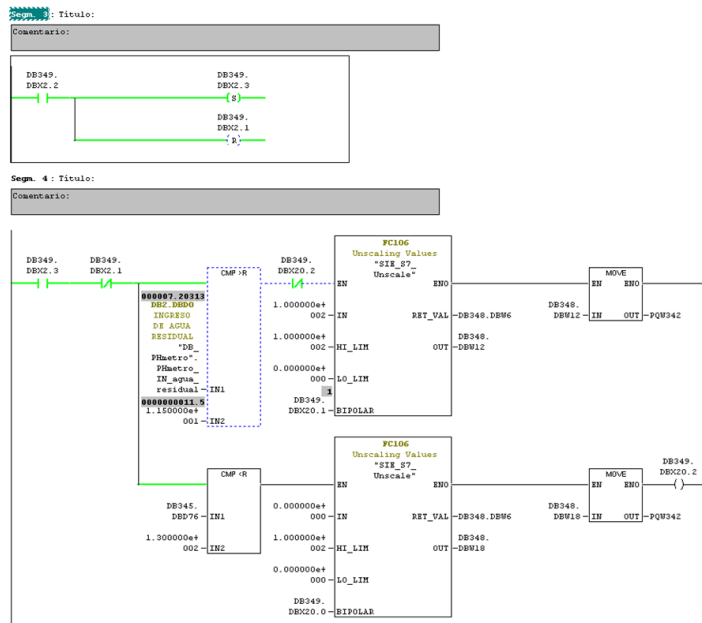 Segm. 3: Título:
Comentario:
DB349. DB349.
DBX2.2 DBX2.3
S
DB349.
DBX2.1
R
Segm. 4 : Título:
Comentario:
FC106
Unscaling Values
"SIE_S7_
Unscale"
DB349. DB349. DB349.
DBX2.3 DBX2.1 CMP >R DBX20.2 MOVE
EN ENO EN ENO
000007.20313
DB2.DBD0
INGRESO
DE AGUA
RESIDUAL
"DB_
PHmetro".
PHmetro_
IN_agua_
residual IN1
0000000011.5
1.150000e+
001 IN2
1.000000e+
002 IN RET_VAL DB348.DBW6
1.000000e+ DB348.
002 HI_LIM OUT DBW12
0.000000e+
000 LO_LIM
1
DB349.
DBX20.1 BIPOLAR
DB348.
DBW12 IN OUT PQW342
FC106
Unscaling Values
"SIE_S7_
Unscale"
DB349.
DBX20.2
CMP <R MOVE
EN ENO EN ENO
DB345.
DBD76 IN1
1.300000e+
002 IN2
0.000000e+
000 IN RET_VAL DB348.DBW6
1.000000e+ DB348.
002 HI_LIM OUT DBW18
0.000000e+
000 LO_LIM
DB349.
DBX20.0 BIPOLAR
DB348.
DBW18 IN OUT PQW342